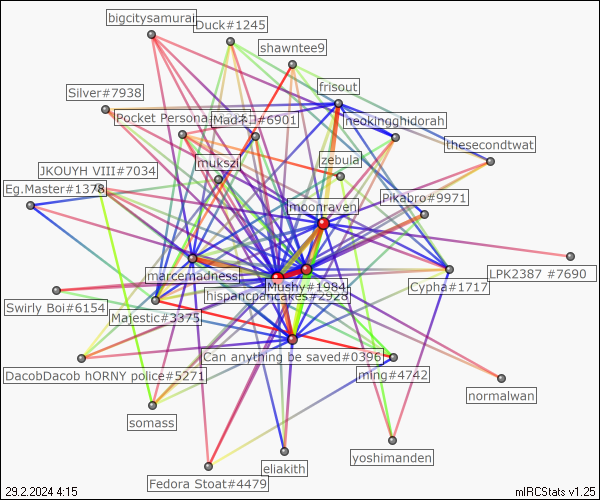 bigcitysamurai
Duck#1245
shawntee9
frisout
Silver#7938
Pocket Persona
MadネコI#6901
neokingghidorah
thesecondtwat
mukszi
zebula
JKOUYH VIII#7034
Eg.Master#1378
Pikabro#9971
moonraven
marcemadness
LPK2387 #7690
Mushy#1984
Cypha#1717
hispancpancakes#2928
Swirly Boi#6154
Majestic#3375
Can anything be saved#0396
DacobDacob hORNY police#5271
ming#4742
normalwan
somass
yoshimanden
eliakith
Fedora Stoat#4479
29.2.2024 4:15
mIRCStats v1.25